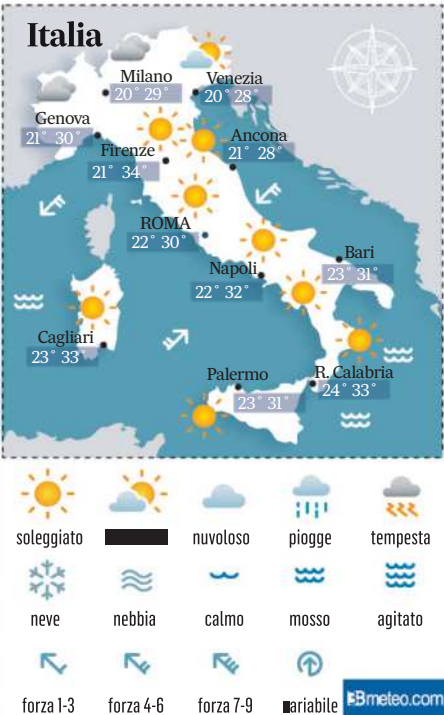 Italia
Milano
20° 29°
Venezia
20° 28°
Genova
21° 30°
Firenze
21° 34°
Ancona
21° 28°
ROMA
22° 30°
Napoli
22° 32°
Bari
23° 31°
Cagliari
23° 33°
Palermo
23° 31°
R. Calabria
24° 33°
soleggiato
nuvoloso
piogge
tempesta
neve
nebbia
calmo
mosso
agitato
forza 1-3
forza 4-6
forza 7-9
ariabile
3Bmeteo.com